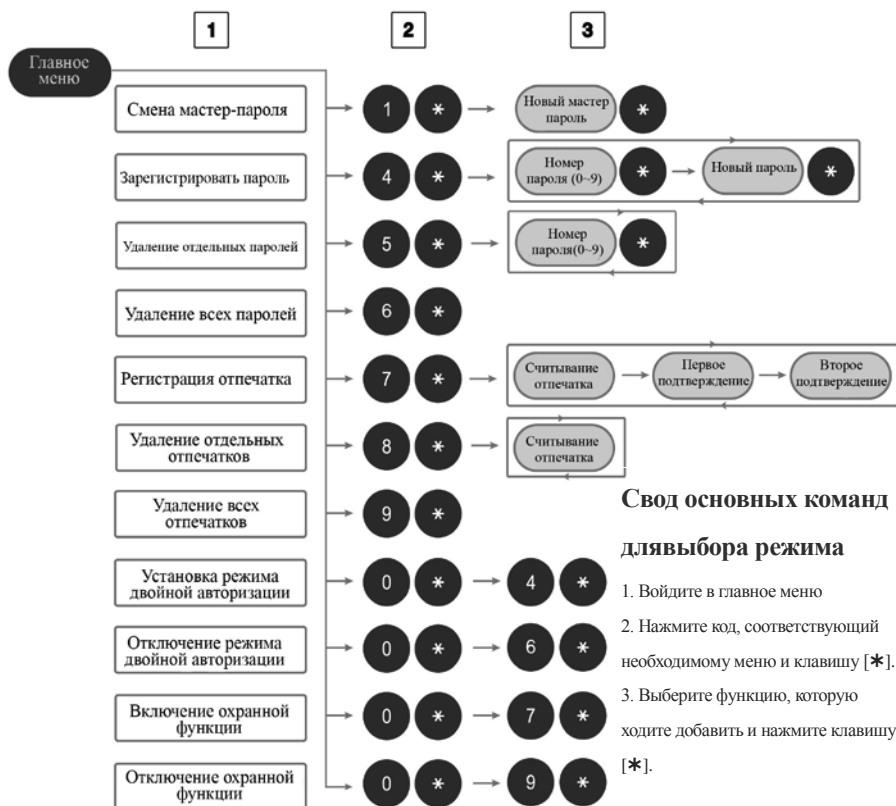 1 2 3
Главное
меню
Смена мастер-пароля 1 * Новый мастер
пароль *
Зарегистрировать пароль 4 * Номер
пароля (0~9) * Новый пароль *
Удаление отдельных паролей 5 * Номер
пароля(0~9) *
Удаление всех паролей 6 *
Регистрация отпечатка 7 * Считывание
отпечатка Первое
подтверждение Второе
подтверждение
Удаление отдельных
отпечатков 8 * Считывание
отпечатка
Удаление всех
отпечатков 9 *
Установка режима
двойной авторизации 0 * 4 *
Отключение режима
двойной авторизации 0 * 6 *
Включение охранной
функции 0 * 7 *
Отключение охранной
функции 0 * 9 *
Свод основных команд
длявыбора режима
1. Войдите в главное меню
2. Нажмите код, соответствующий
необходимому меню и клавишу [*].
3. Выберите функцию, которую
ходите добавить и нажмите клавишу
[*].